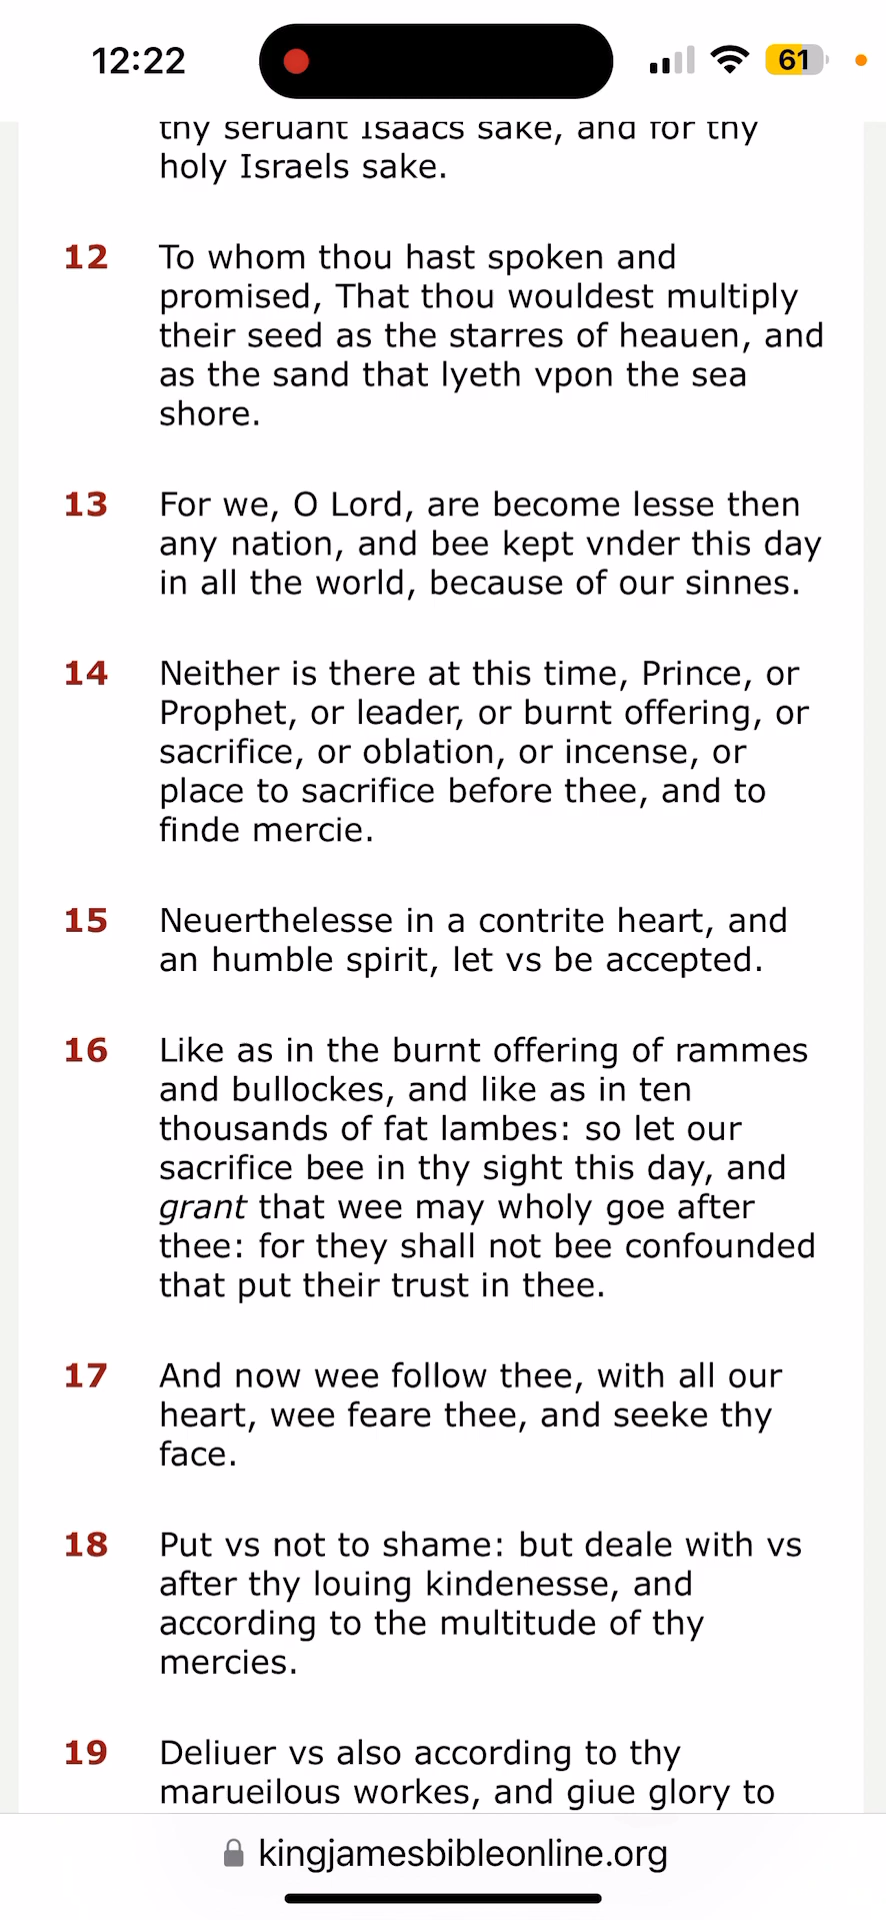 12:22
61
thy seruant Isaacs sake, and for thy
holy Israels sake.
12 To whom thou hast spoken and
promised, That thou wouldest multiply
their seed as the starres of heauen, and
as the sand that lyeth vpon the sea
shore.
13 For we, O Lord, are become lesse then
any nation, and bee kept vnder this day
in all the world, because of our sinnes.
14 Neither is there at this time, Prince, or
Prophet, or leader, or burnt offering, or
sacrifice, or oblation, or incense, or
place to sacrifice before thee, and to
finde mercie.
15 Neuerthelesse in a contrite heart, and
an humble spirit, let vs be accepted.
16 Like as in the burnt offering of rammes
and bullockes, and like as in ten
thousands of fat lambes: so let our
sacrifice bee in thy sight this day, and
grant that wee may wholy goe after
thee: for they shall not bee confounded
that put their trust in thee.
17 And now wee follow thee, with all our
heart, wee feare thee, and seeke thy
face.
18 Put vs not to shame: but deale with vs
after thy louing kindenesse, and
according to the multitude of thy
mercies.
19 Deliuer vs also according to thy
marueilous workes, and giue glory to
kingjamesbibleonline.org